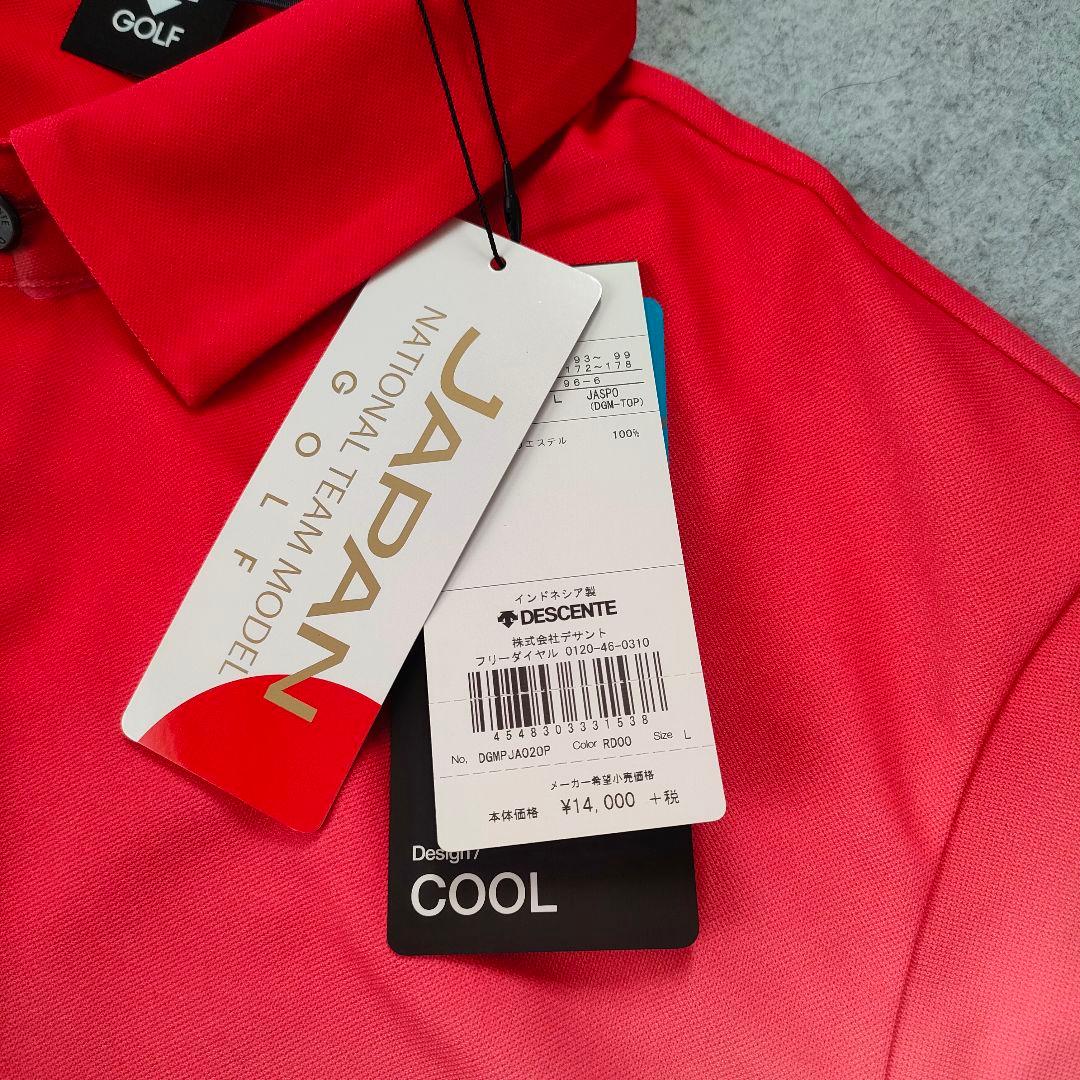 GOLF
JAPAN
NATIONAL TEAM MODEL
GOLF
93～ 99
172～178
96-6
L JASPO
(DGM-TOP)
エステル 100%
インドネシア製
DESCENTE
株式会社デサント
フリーダイヤル 0120-46-0310
4548303331538
No. DGMPJA020P Color RD00 Size L
メーカー希望小売価格
本体価格 ¥14,000 +税
COOL